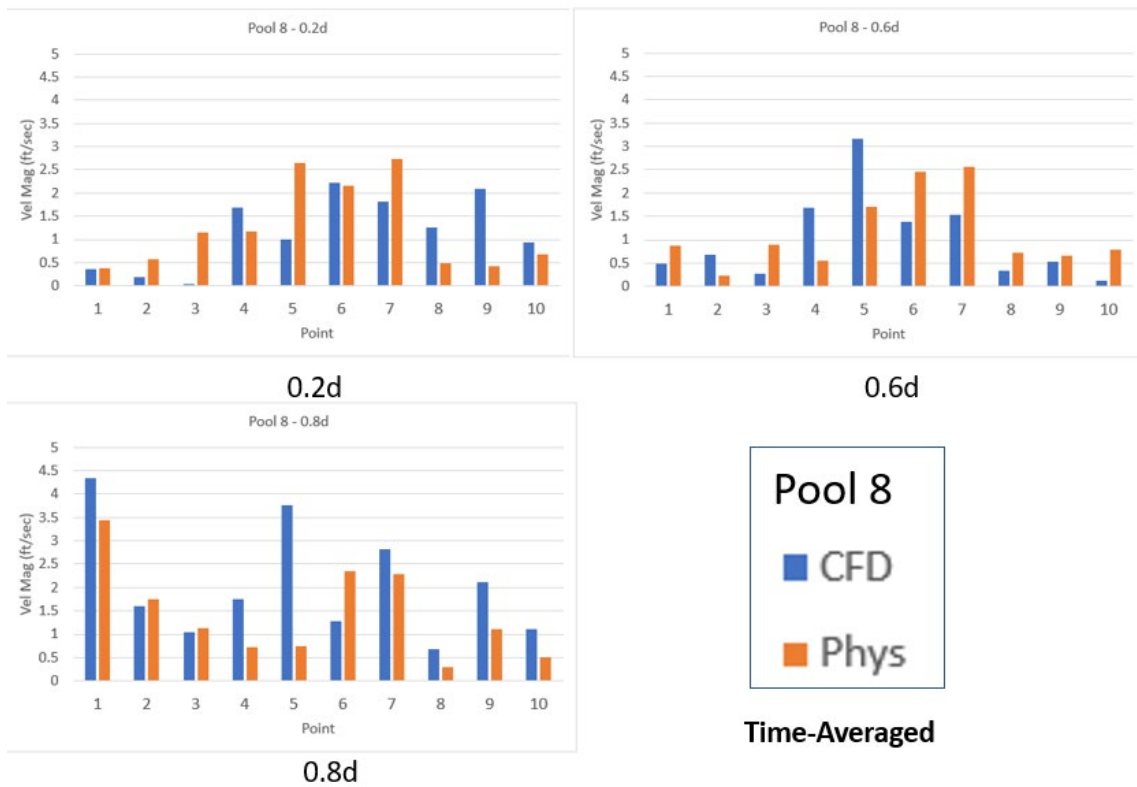 Pool 8 - 0.2d
5
4.5
4
3.5
3
2.5
2
1.5
1
0.5
0
Vel Mag (ft/sec)
1 2 3 4 5 6 7 8 9 10
Point
0.2d
Pool 8 - 0.6d
5
4.5
4
3.5
3
2.5
2
1.5
1
0.5
0
Vel Mag (ft/sec)
1 2 3 4 5 6 7 8 9 10
Point
0.6d
Pool 8 - 0.8d
5
4.5
4
3.5
3
2.5
2
1.5
1
0.5
0
Vel Mag (ft/sec)
1 2 3 4 5 6 7 8 9 10
Point
0.8d
Pool 8
CFD
Phys
Time-Averaged